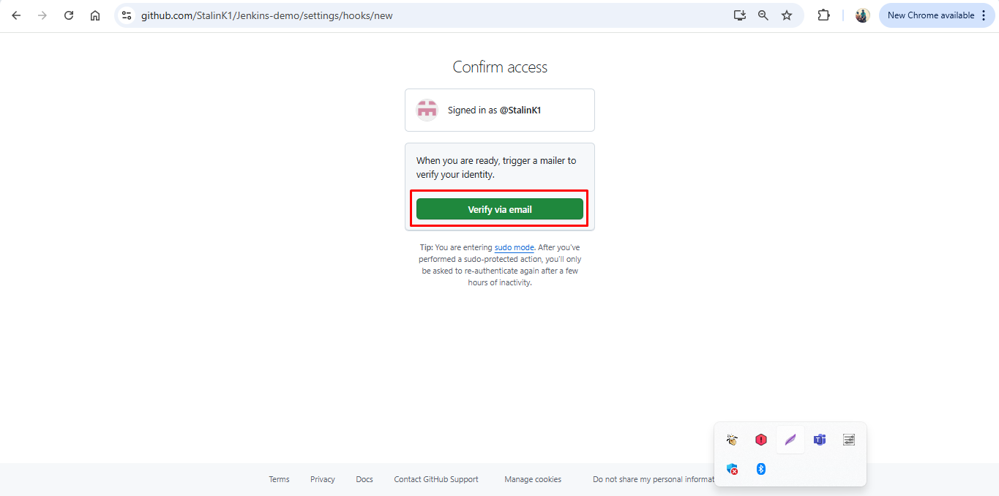 github.com/StalinK1/Jenkins-demo/settings/hooks/new
New Chrome available
Confirm access
Signed in as @StalinK1
When you are ready, trigger a mailer to
verify your identity.
Verify via email
Tip: You are entering sudo mode. After you've
performed a sudo-protected action, you'll only
be asked to re-authenticate again after a few
hours of inactivity.
Terms Privacy Docs Contact GitHub Support Manage cookies Do not share my personal informat